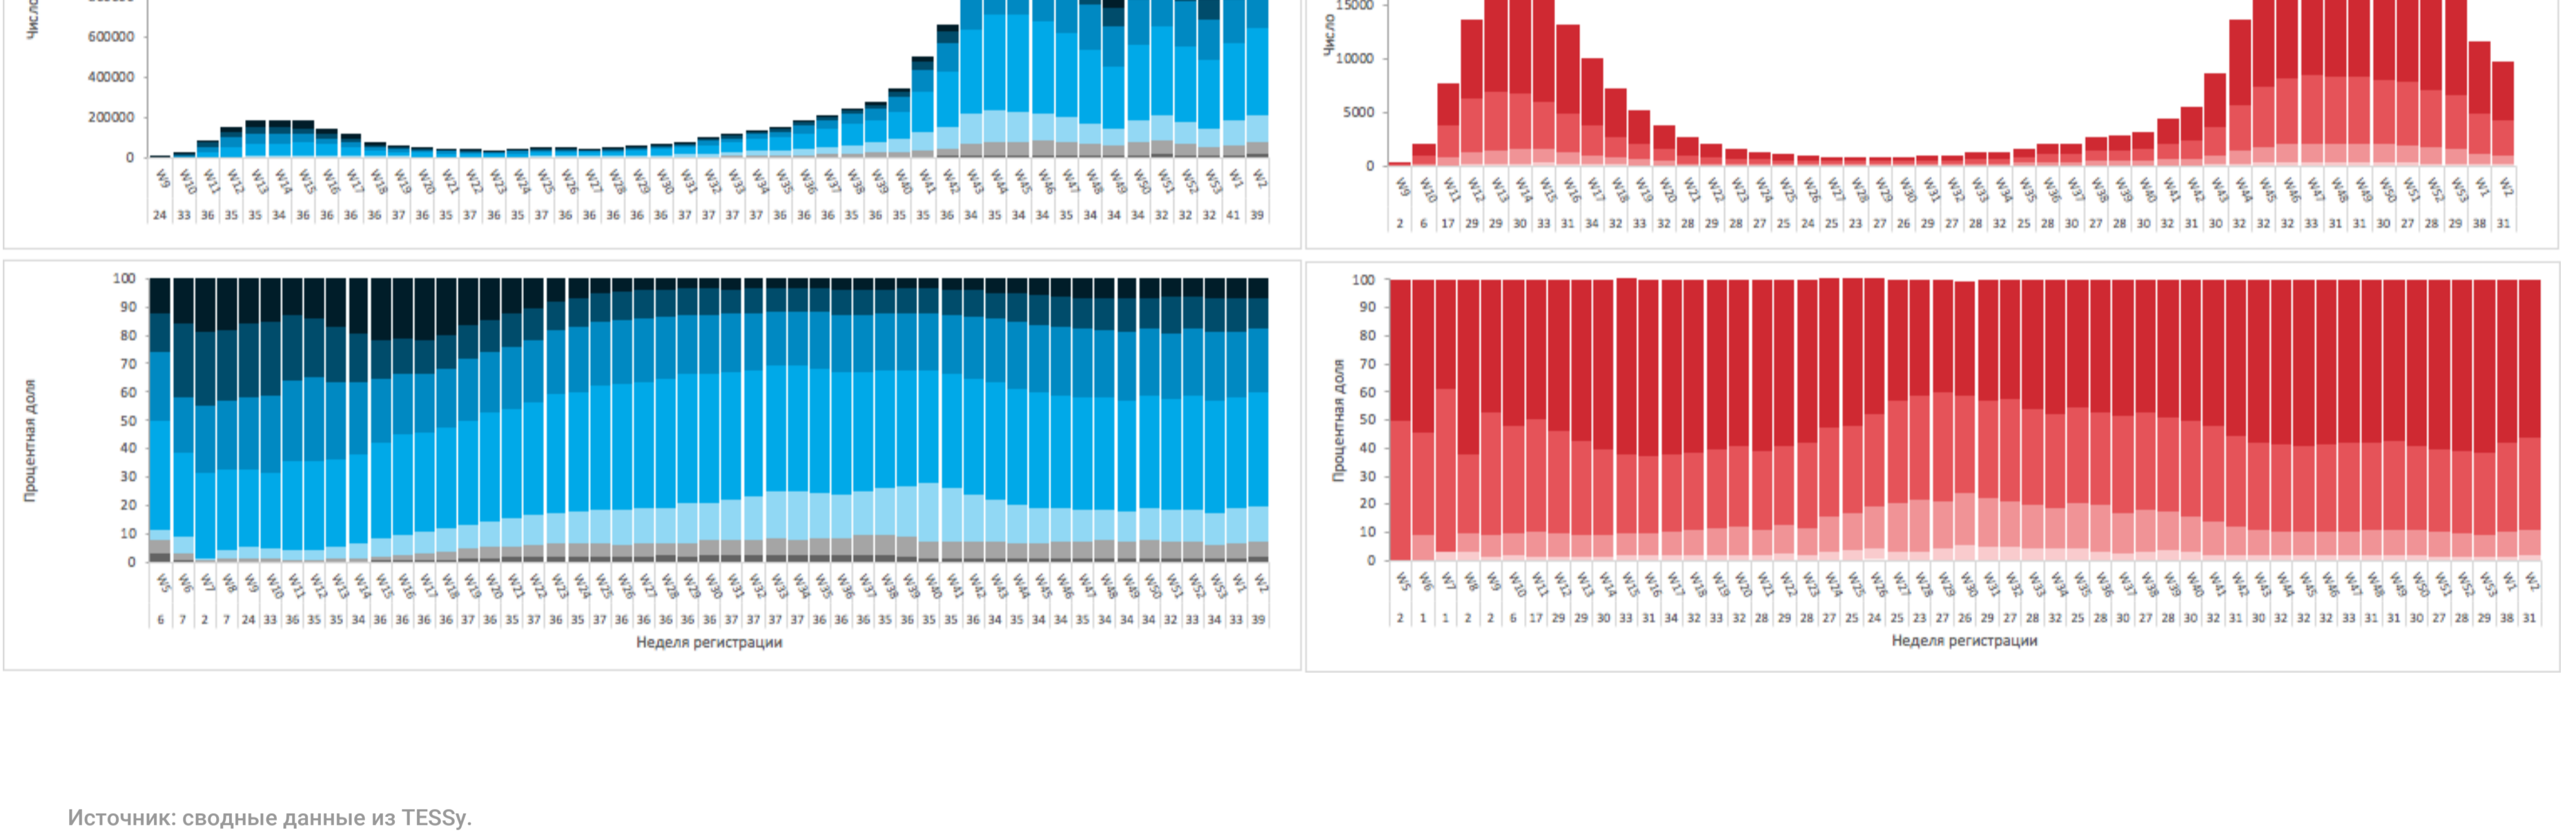 Число
600000
400000
200000
0
W9 W10 W11 W12 W13 W14 W15 W16 W17 W18 W19 W20 W21 W22 W23 W24 W25 W26 W27 W28 W29 W30 W31 W32 W33 W34 W35 W36 W37 W38 W39 W40 W41 W42 W43 W44 W45 W46 W47 W48 W49 W50 W51 W52 W53 W1 W2
24 33 36 35 35 34 36 36 36 36 37 36 36 37 36 35 37 36 36 36 36 36 37 37 37 37 37 36 36 35 36 35 35 36 34 35 34 34 35 34 34 34 32 32 32 41 39
Число
15000
10000
5000
0
W9 W10 W11 W12 W13 W14 W15 W16 W17 W18 W19 W20 W21 W22 W23 W24 W25 W26 W27 W28 W29 W30 W31 W32 W33 W34 W35 W36 W37 W38 W39 W40 W41 W42 W43 W44 W45 W46 W47 W48 W49 W50 W51 W52 W53 W1 W2
2 6 17 29 29 30 33 31 34 32 33 32 28 29 28 27 25 24 25 23 27 26 29 27 28 34 32 25 28 30 27 28 28 30 32 31 30 32 32 32 33 31 31 30 27 28 29 38 31
Процентная доля
100
90
80
70
60
50
40
30
20
10
0
W5 W6 W7 W8 W9 W10 W11 W12 W13 W14 W15 W16 W17 W18 W19 W20 W21 W22 W23 W24 W25 W26 W27 W28 W29 W30 W31 W32 W33 W34 W35 W36 W37 W38 W39 W40 W41 W42 W43 W44 W45 W46 W47 W48 W49 W50 W51 W52 W53 W1 W2
6 7 2 7 24 33 36 35 35 34 36 36 36 36 37 36 35 37 36 35 37 36 36 36 36 37 37 37 37 37 36 36 35 36 35 35 36 34 35 34 34 35 34 34 34 32 33 34 33 39
Неделя регистрации
Процентная доля
100
90
80
70
60
50
40
30
20
10
0
W5 W6 W7 W8 W9 W10 W11 W12 W13 W14 W15 W16 W17 W18 W19 W20 W21 W22 W23 W24 W25 W26 W27 W28 W29 W30 W31 W32 W33 W34 W35 W36 W37 W38 W39 W40 W41 W42 W43 W44 W45 W46 W47 W48 W49 W50 W51 W52 W53 W1 W2
2 1 1 2 2 6 17 29 29 30 33 31 34 32 33 32 28 28 28 27 25 24 25 23 27 26 29 27 28 34 32 25 28 30 27 28 28 30 32 31 30 32 32 32 33 31 31 30 27 28 29 38 31
Неделя регистрации
Источник: сводные данные из TESSy.